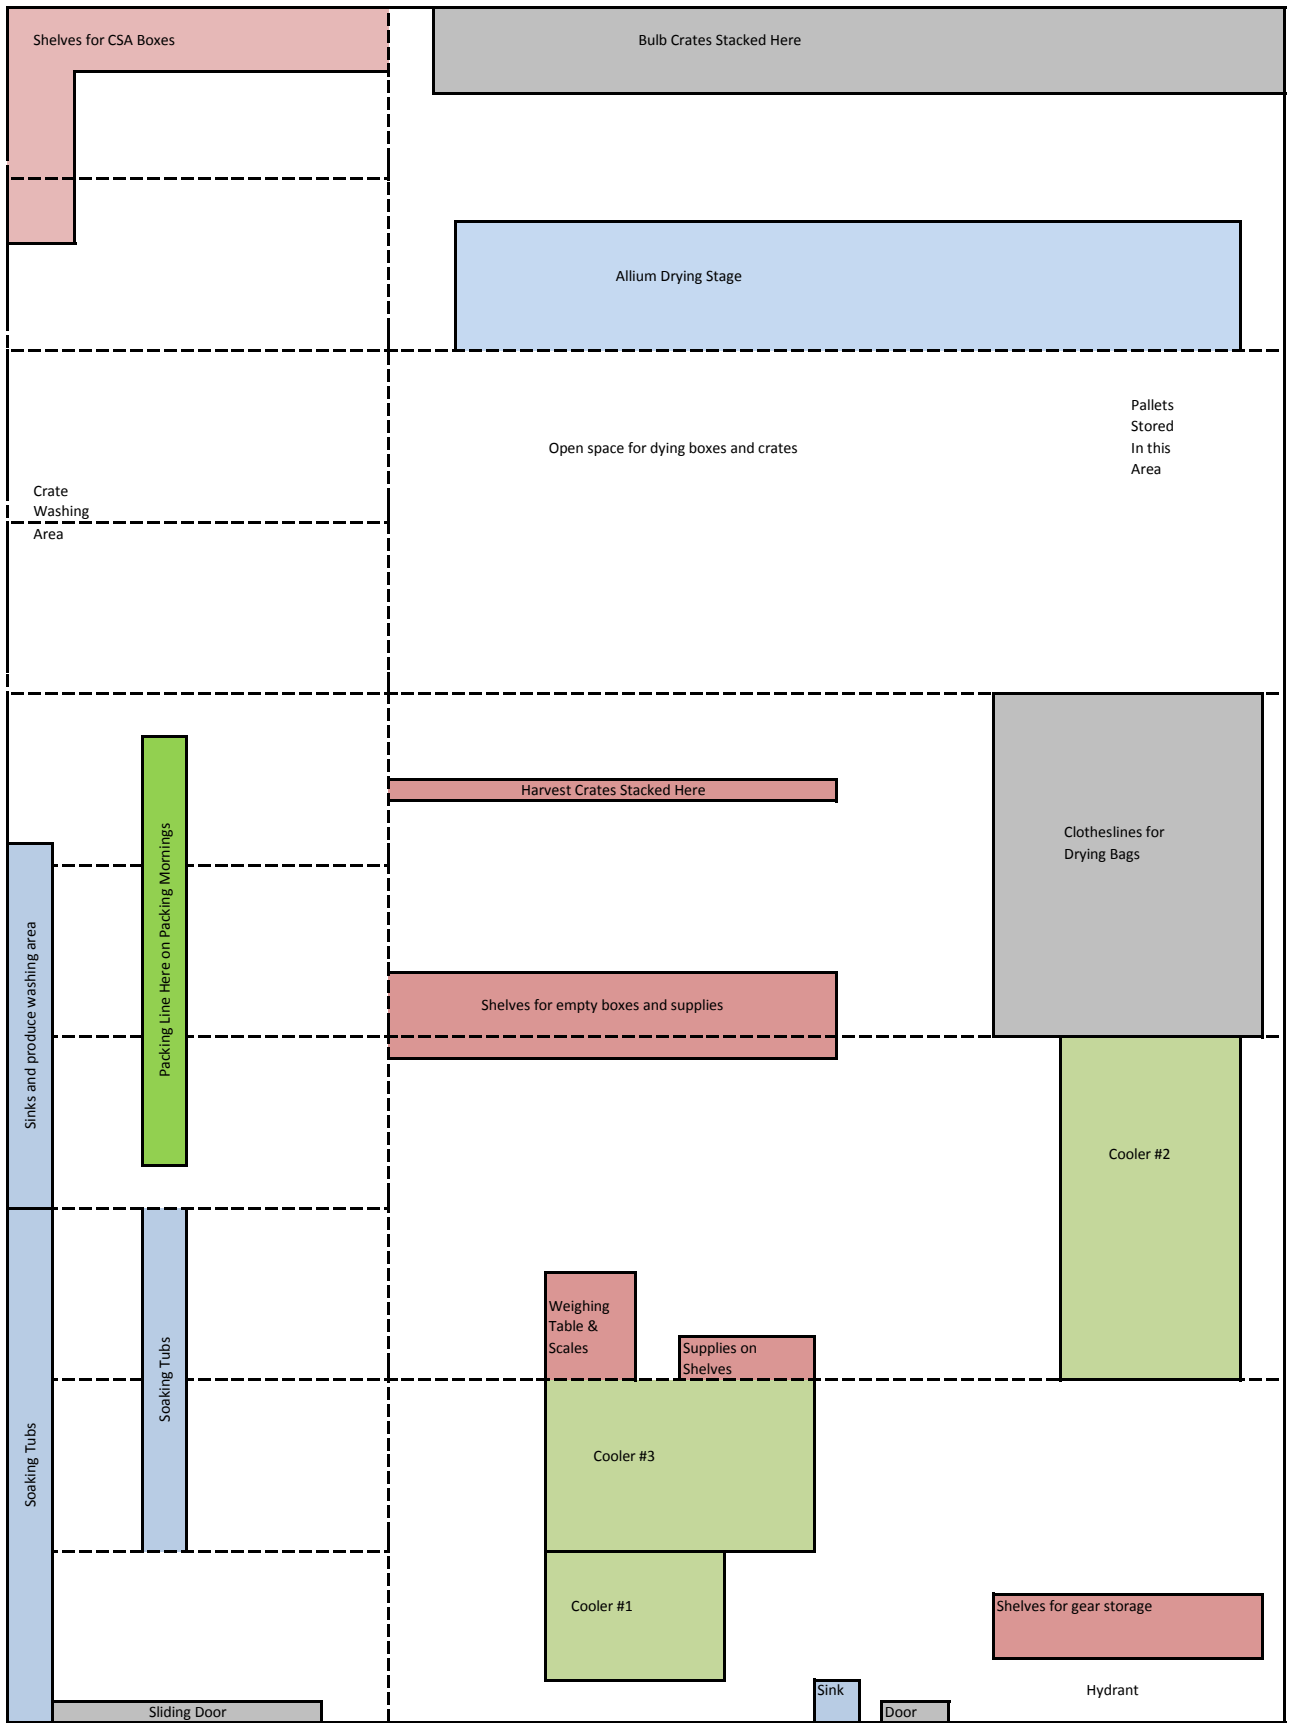 Shelves for CSA Boxes
Bulb Crates Stacked Here
Allium Drying Stage
Pallets
Stored
In this
Area
Open space for dying boxes and crates
Crate
Washing
Area
Harvest Crates Stacked Here
Packing Line Here on Packing Mornings
Clotheslines for
Drying Bags
Sinks and produce washing area
Shelves for empty boxes and supplies
Cooler #2
Weighing
Table &
Scales
Supplies on
Shelves
Soaking Tubs
Soaking Tubs
Cooler #3
Cooler #1
Shelves for gear storage
Sink
Hydrant
Sliding Door
Door